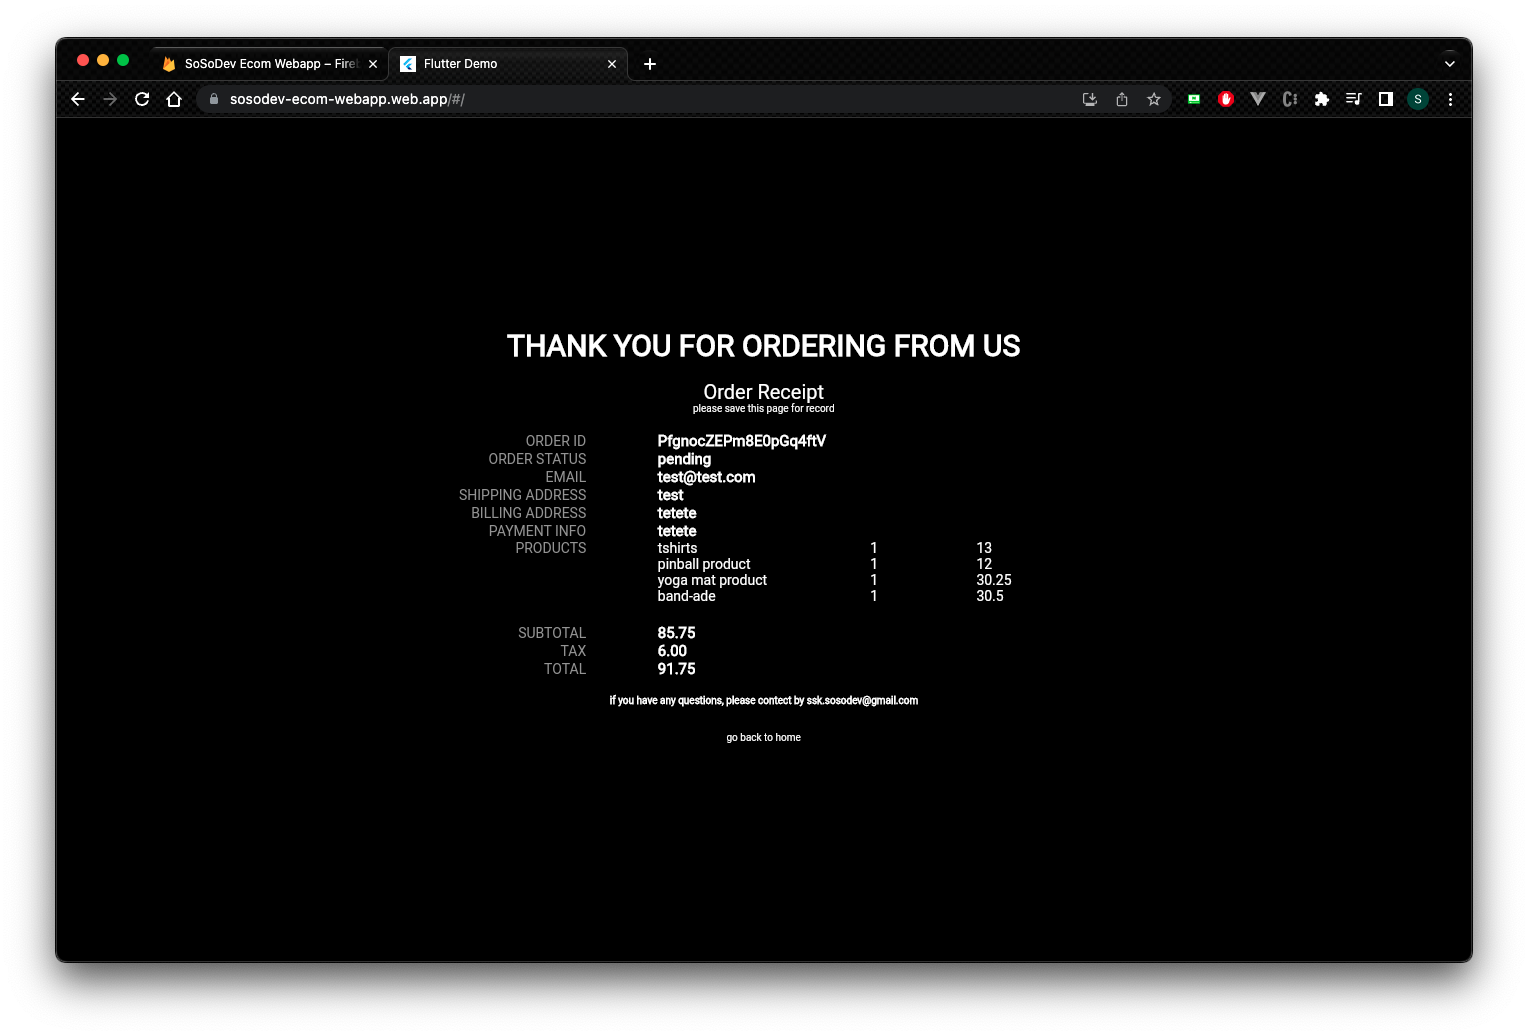 SoSoDev Ecom Webapp – Fireb
Flutter Demo
sosodev-ecom-webapp.web.app/#/
S
THANK YOU FOR ORDERING FROM US
Order Receipt
please save this page for record
ORDER ID PfgnocZEPm8E0pGq4ftV
ORDER STATUS pending
EMAIL test@test.com
SHIPPING ADDRESS test
BILLING ADDRESS tetete
PAYMENT INFO tetete
PRODUCTS tshirts 1 13
pinball product 1 12
yoga mat product 1 30.25
band-ade 1 30.5
SUBTOTAL 85.75
TAX 6.00
TOTAL 91.75
if you have any questions, please contect by ssk.sosodev@gmail.com
go back to home